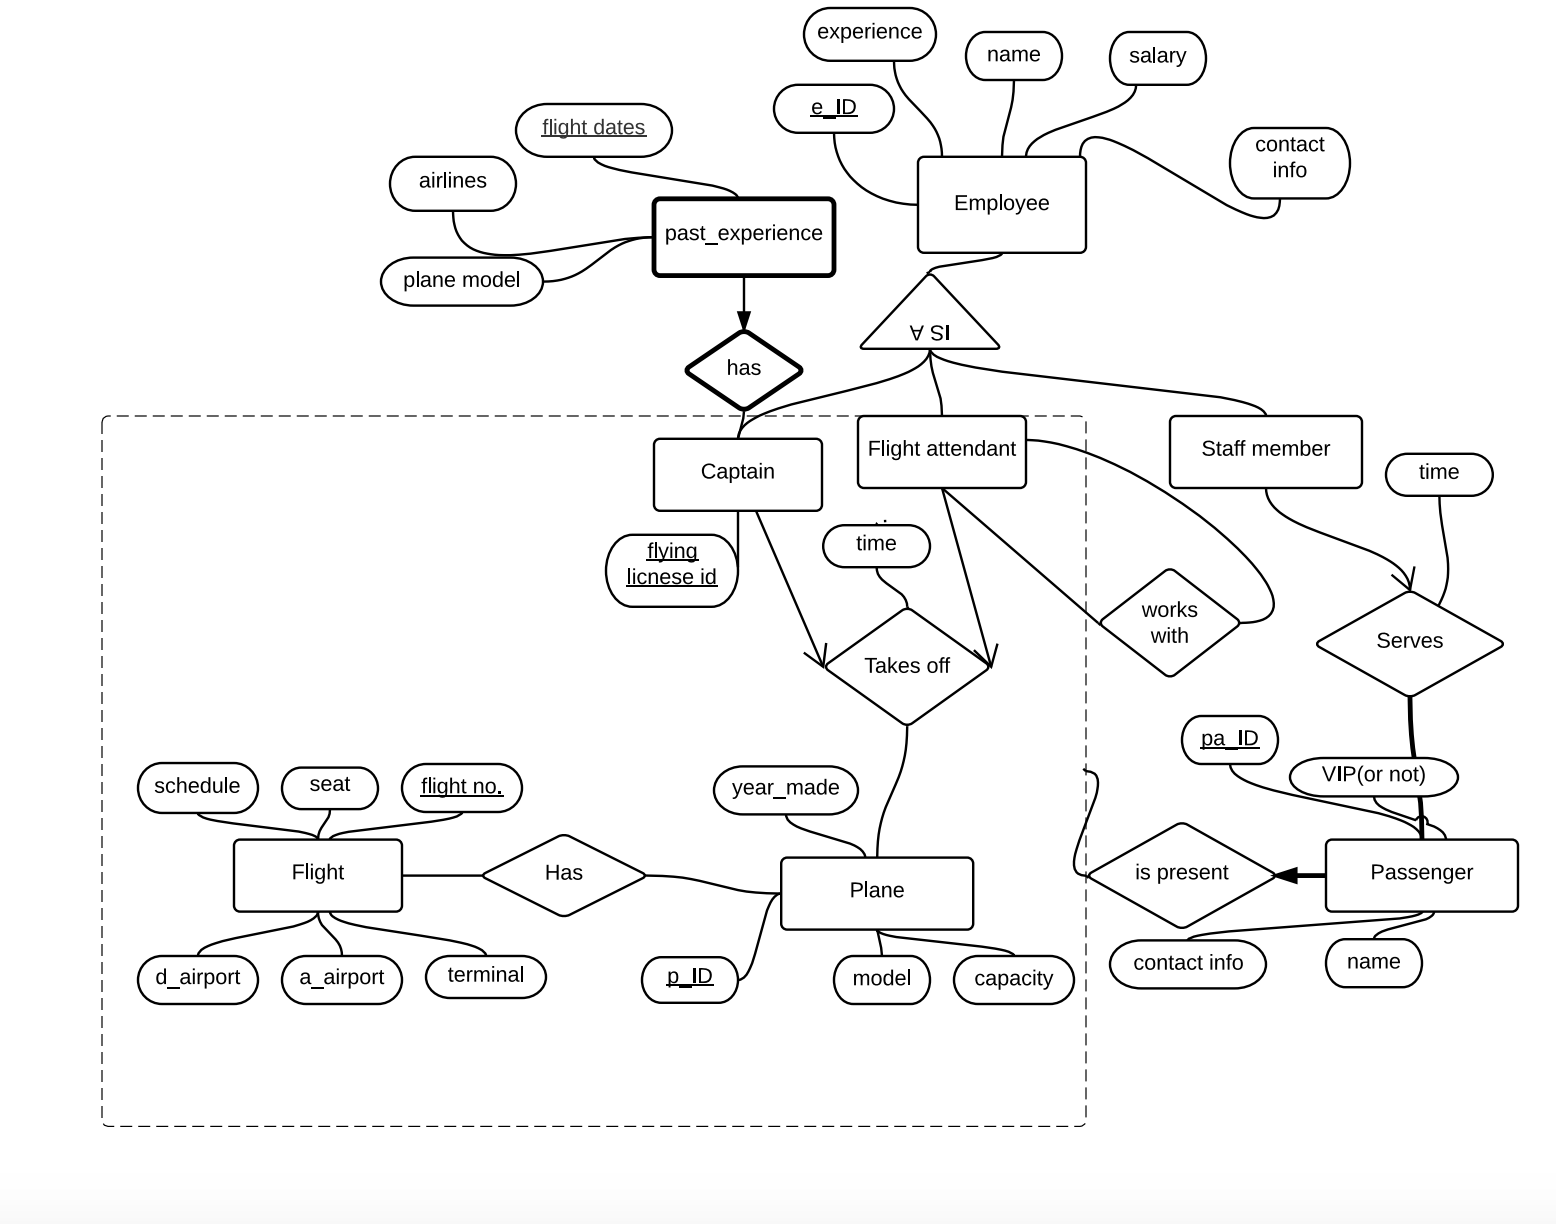 experience
name
salary
e_ID
flight dates
contact
info
airlines
Employee
past_experience
plane model
IS A
has
Captain
Flight attendant
Staff member
time
flying
licnese id
time
works
with
Serves
Takes off
pa_ID
VIP(or not)
schedule
seat
flight no.
year_made
Flight
Has
Plane
is present
Passenger
d_airport
a_airport
terminal
p_ID
model
capacity
contact info
name